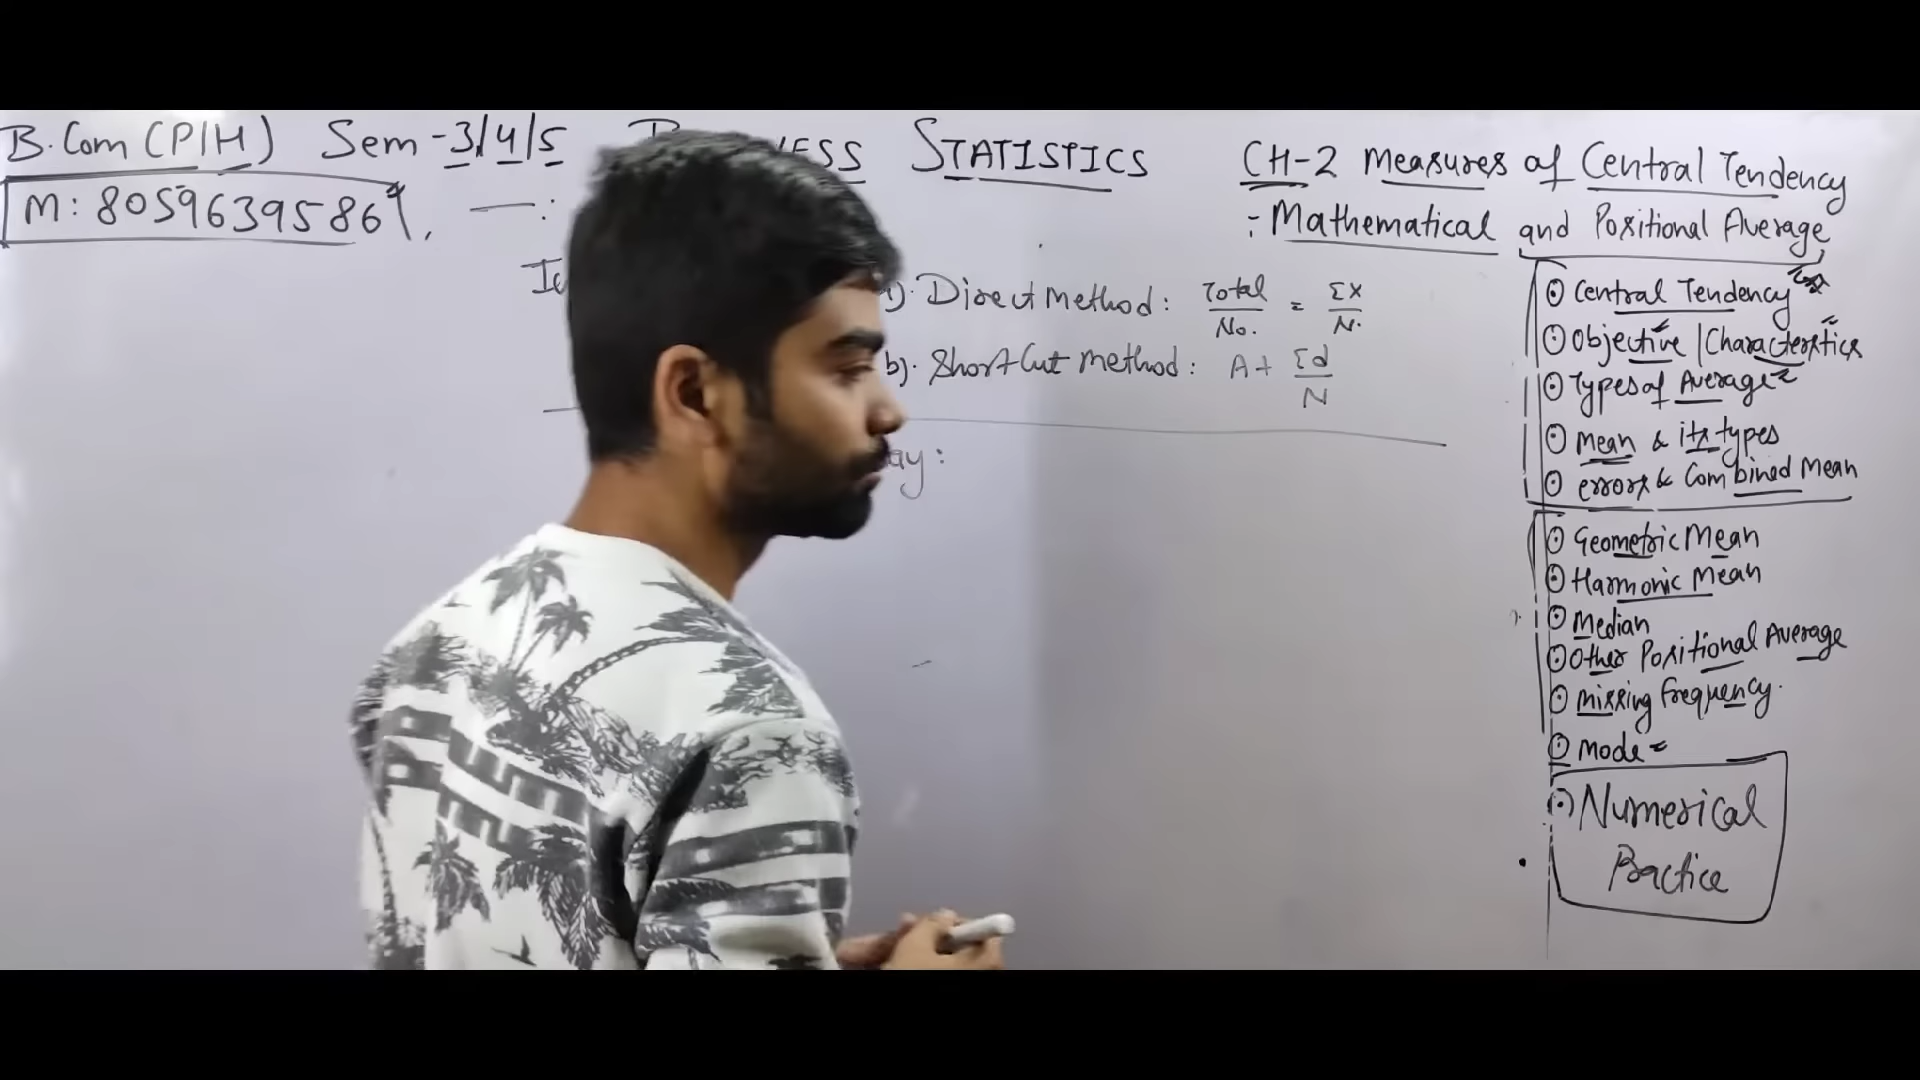 B.Com (P/H) Sem-3/4/5 STATISTICS
M: 8059639586
CH-2 Measures of Central Tendency
:- Mathematical and Positional Average
Direct Method: Total/No. = ΣX/N.
b). Short Cut Method: A+ Σd/N
Central Tendency
Objective / Characteristics
Types of Average
Mean & its types
errors & Combined Mean
Geometric Mean
Harmonic Mean
Median
Other Positional Average
missing frequency.
Mode
Numerical
Practice